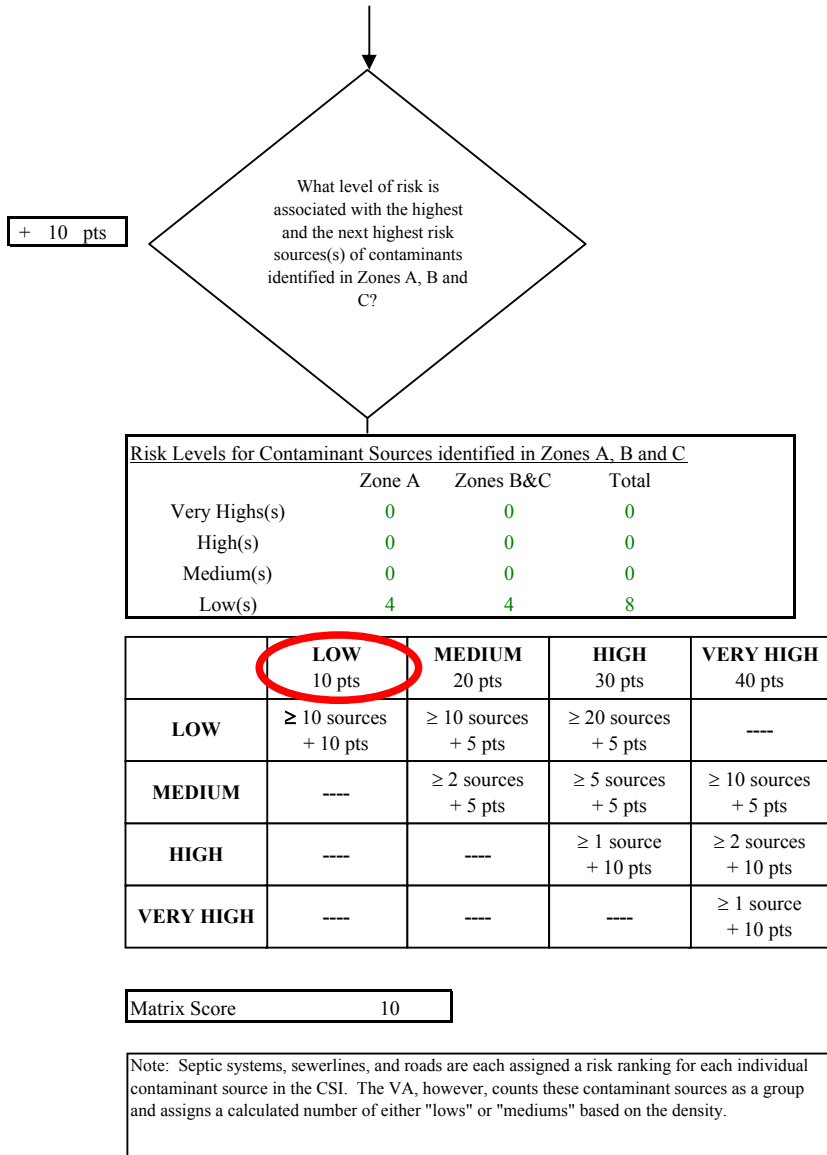 What level of risk is
associated with the highest
and the next highest risk
sources(s) of contaminants
identified in Zones A, B and
C?
+ 10 pts
Risk Levels for Contaminant Sources identified in Zones A, B and C
Zone A Zones B&C Total
Very Highs(s) 0 0 0
High(s) 0 0 0
Medium(s) 0 0 0
Low(s) 4 4 8
LOW MEDIUM HIGH VERY HIGH
10 pts 20 pts 30 pts 40 pts
LOW ≥ 10 sources + 10 pts ≥ 10 sources + 5 pts ≥ 20 sources + 5 pts ----
MEDIUM ---- ≥ 2 sources + 5 pts ≥ 5 sources + 5 pts ≥ 10 sources + 5 pts
HIGH ---- ---- ≥ 1 source + 10 pts ≥ 2 sources + 10 pts
VERY HIGH ---- ---- ---- ≥ 1 source + 10 pts
Matrix Score 10
Note: Septic systems, sewerlines, and roads are each assigned a risk ranking for each individual
contaminant source in the CSI. The VA, however, counts these contaminant sources as a group
and assigns a calculated number of either "lows" or "mediums" based on the density.